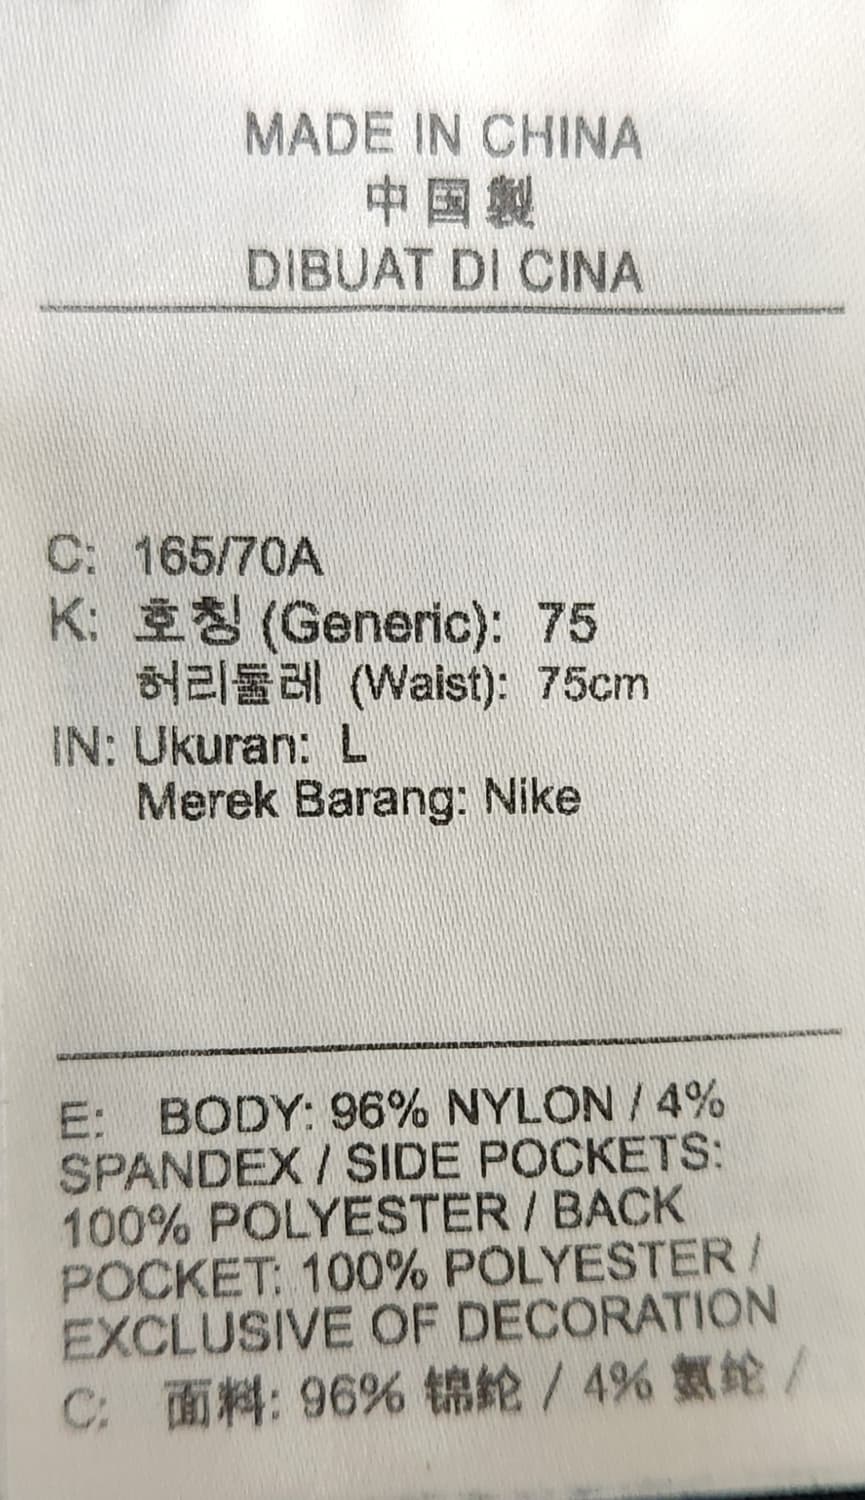 MADE IN CHINA
中国製
DIBUAT DI CINA
C: 165/70A
K: 호칭 (Generic): 75
허리둘레 (Waist): 75cm
IN: Ukuran: L
Merek Barang: Nike
E: BODY: 96% NYLON / 4%
SPANDEX / SIDE POCKETS:
100% POLYESTER / BACK
POCKET: 100% POLYESTER /
EXCLUSIVE OF DECORATION
C: 面料: 96% 锦纶 / 4% 氨纶 /